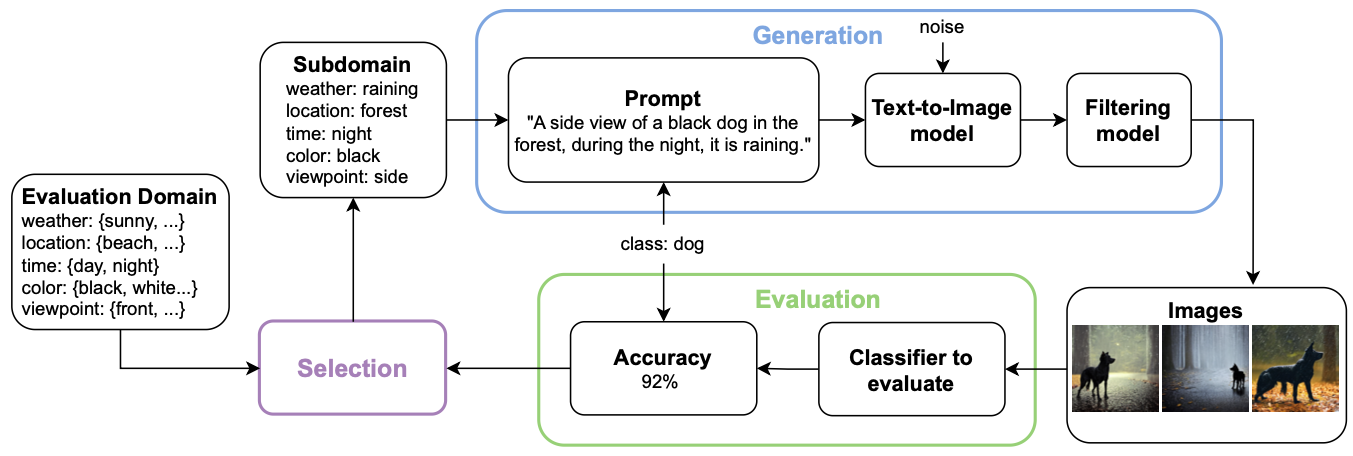 Generation
noise
Subdomain
weather: raining
location: forest
time: night
color: black
viewpoint: side
Prompt
"A side view of a black dog in the
forest, during the night, it is raining."
Text-to-Image
model
Filtering
model
Evaluation Domain
weather: {sunny, ...}
location: {beach, ...}
time: {day, night}
color: {black, white...}
viewpoint: {front, ...}
class: dog
Evaluation
Images
Selection
Accuracy
92%
Classifier to
evaluate